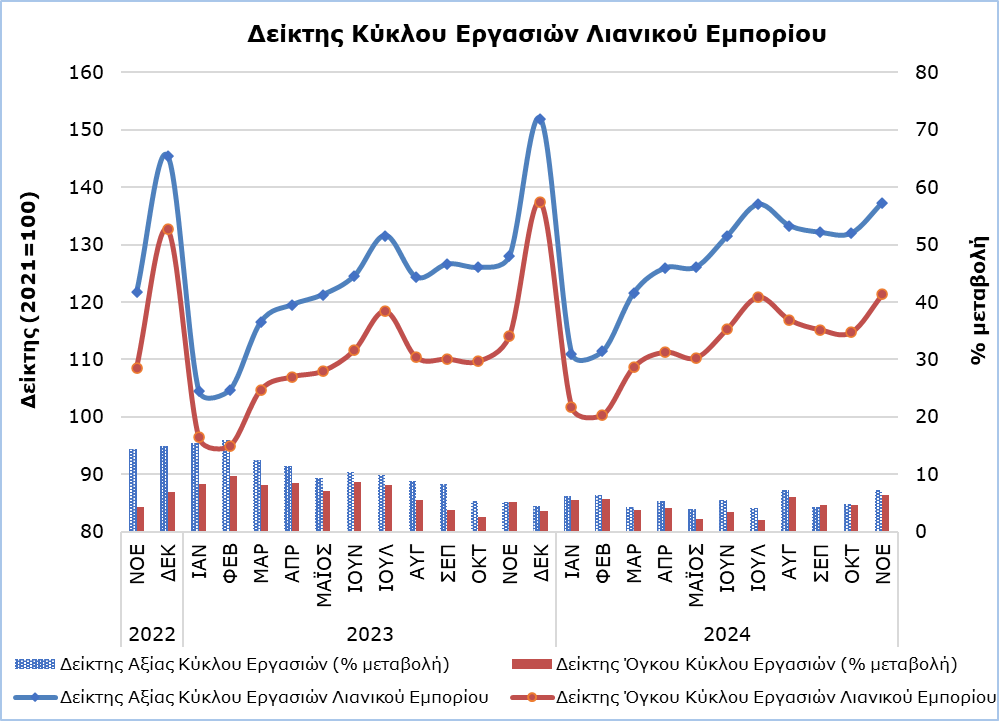 Δείκτης Κύκλου Εργασιών Λιανικού Εμπορίου
Δείκτης (2021=100)
160
150
140
130
120
110
100
90
80
80
70
60
50
40
30
20
10
0
% μεταβολή
ΝΟΕ ΔΕΚ ΙΑΝ ΦΕΒ ΜΑΡ ΑΠΡ ΜΑΪΟΣ ΙΟΥΝ ΙΟΥΛ ΑΥΓ ΣΕΠ ΟΚΤ ΝΟΕ ΔΕΚ ΙΑΝ ΦΕΒ ΜΑΡ ΑΠΡ ΜΑΪΟΣ ΙΟΥΝ ΙΟΥΛ ΑΥΓ ΣΕΠ ΟΚΤ ΝΟΕ
2022 2023 2024
Δείκτης Αξίας Κύκλου Εργασιών (% μεταβολή) Δείκτης Όγκου Κύκλου Εργασιών (% μεταβολή)
Δείκτης Αξίας Κύκλου Εργασιών Λιανικού Εμπορίου Δείκτης Όγκου Κύκλου Εργασιών Λιανικού Εμπορίου